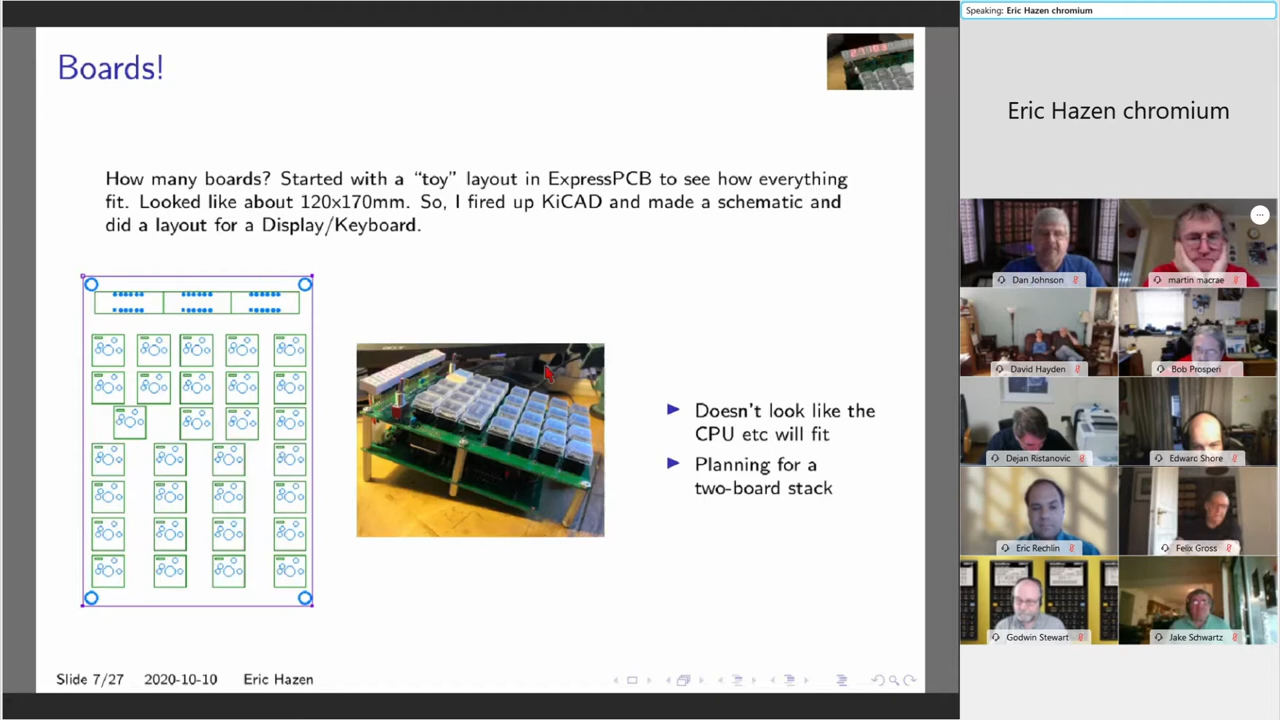 Boards!
How many boards? Started with a “toy” layout in ExpressPCB to see how everything
fit. Looked like about 120x170mm. So, I fired up KiCAD and made a schematic and
did a layout for a Display/Keyboard.
Doesn't look like the
CPU etc will fit
Planning for a
two-board stack
Slide 7/27 2020-10-10 Eric Hazen
Speaking: Eric Hazen chromium
Eric Hazen chromium
Dan Johnson
martin macrae
David Hayden
Bob Prosperi
Dejan Ristanovic
Edward Shore
Eric Rechlin
Felix Gross
Godwin Stewart
Jake Schwartz